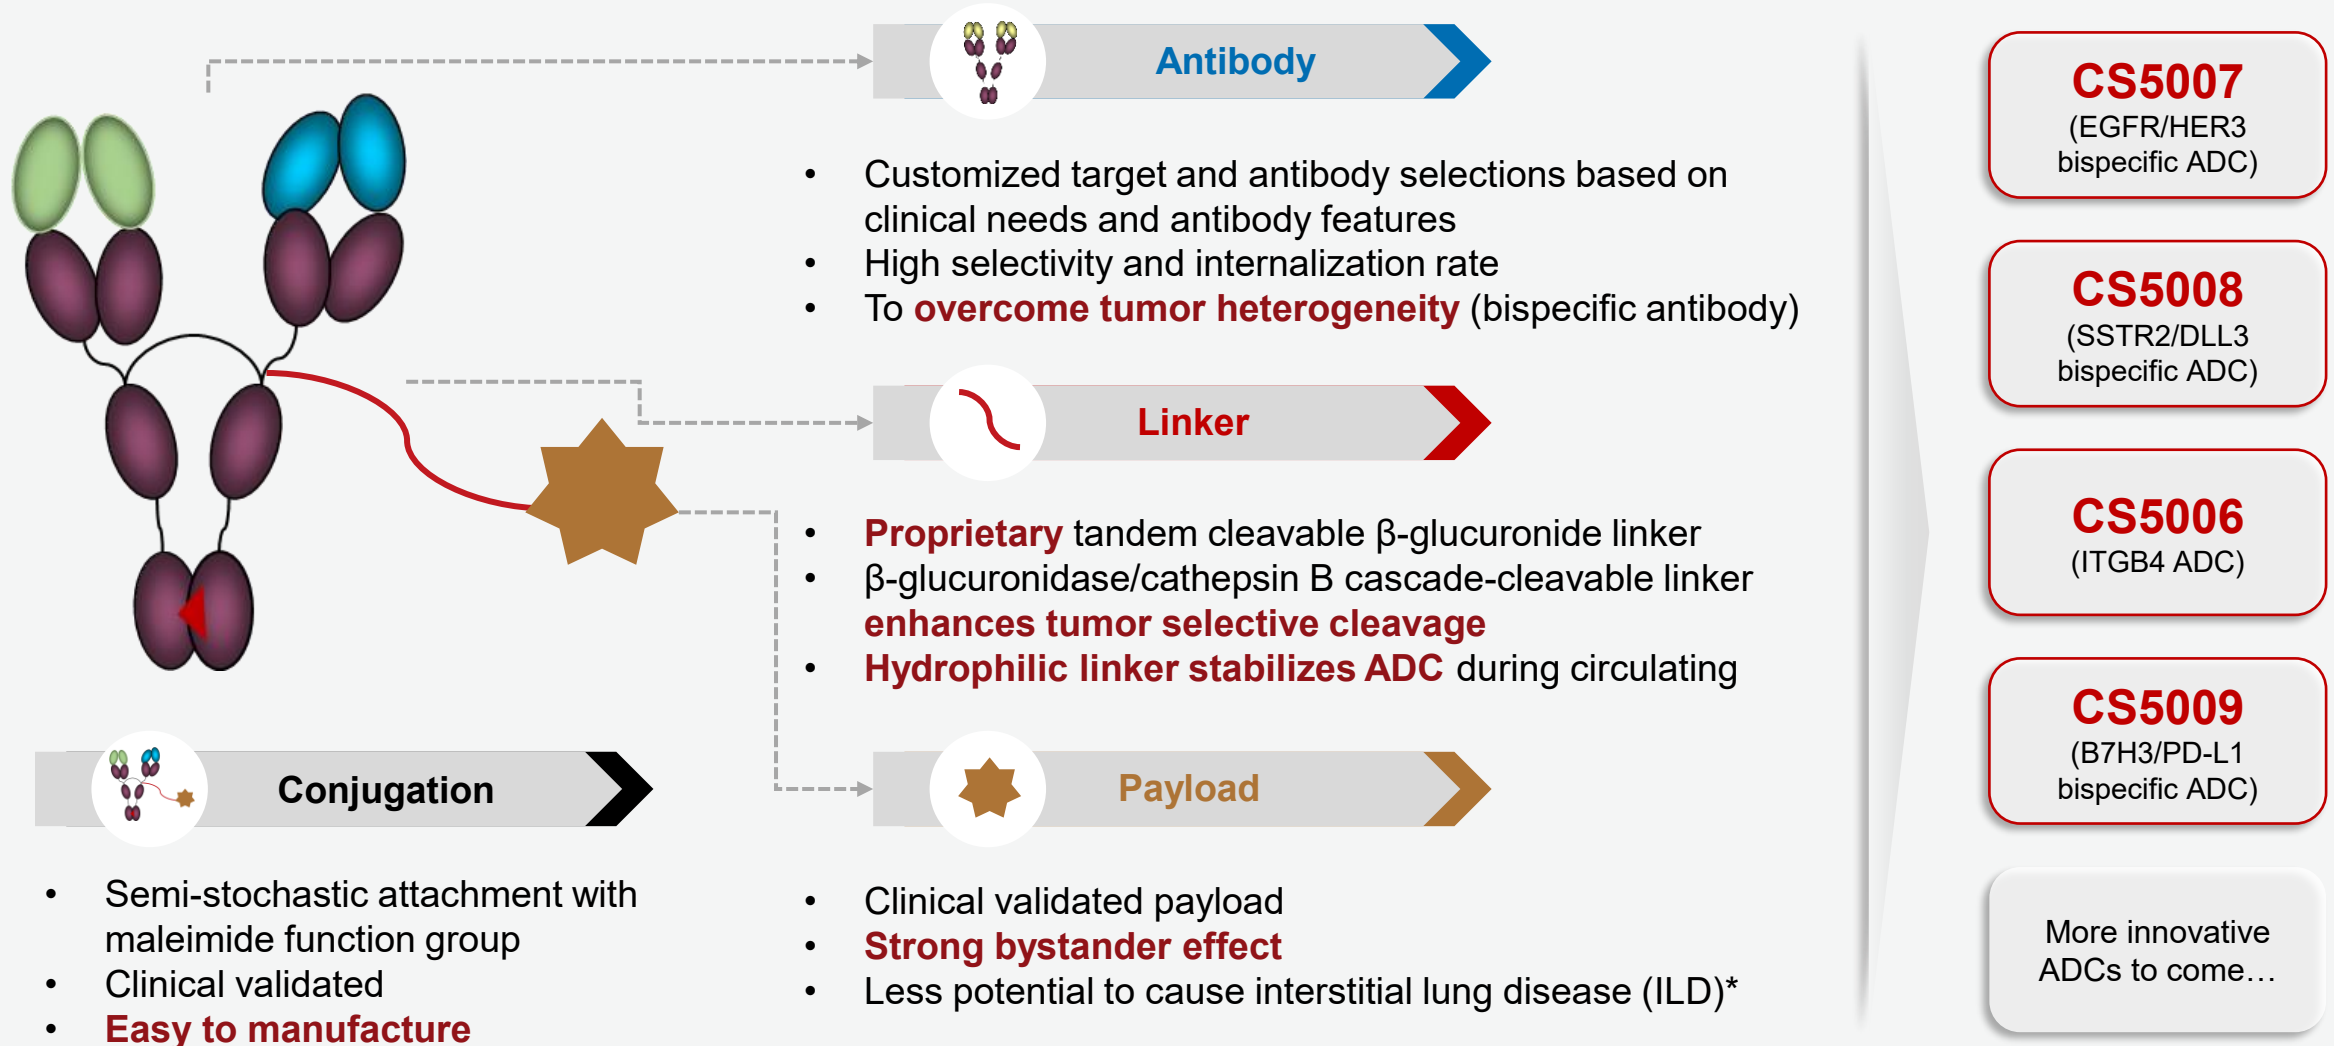 Antibody
• Customized target and antibody selections based on
clinical needs and antibody features
• High selectivity and internalization rate
• To overcome tumor heterogeneity (bispecific antibody)
Linker
• Proprietary tandem cleavable β-glucuronide linker
• β-glucuronidase/cathepsin B cascade-cleavable linker
enhances tumor selective cleavage
• Hydrophilic linker stabilizes ADC during circulating
Conjugation
• Semi-stochastic attachment with
maleimide function group
• Clinical validated
• Easy to manufacture
Payload
• Clinical validated payload
• Strong bystander effect
• Less potential to cause interstitial lung disease (ILD)*
CS5007
(EGFR/HER3
bispecific ADC)
CS5008
(SSTR2/DLL3
bispecific ADC)
CS5006
(ITGB4 ADC)
CS5009
(B7H3/PD-L1
bispecific ADC)
More innovative
ADCs to come…